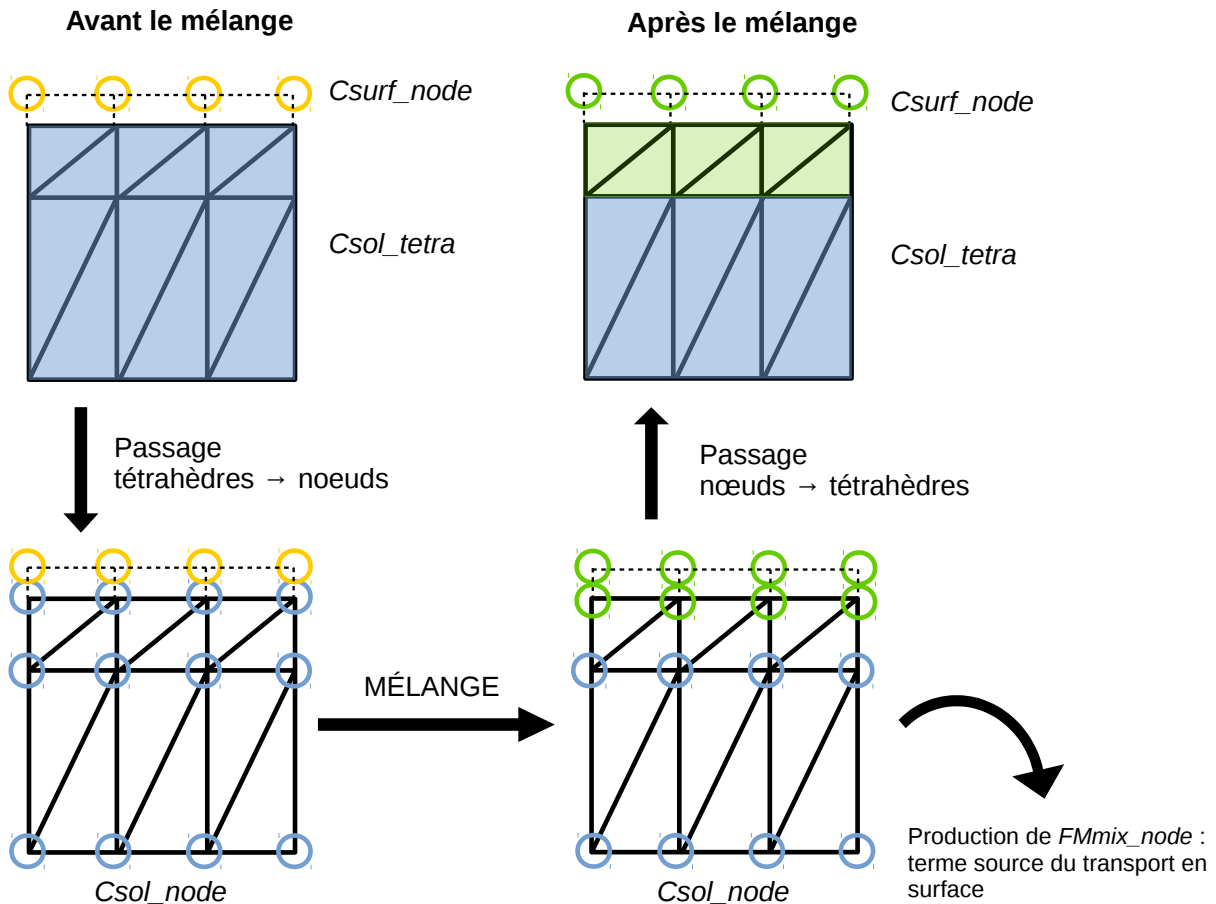 Avant le mélange
Après le mélange
Csurf_node
Csurf_node
Csol_tetra
Csol_tetra
Passage
tétrahèdres → noeuds
Passage
nœuds → tétrahèdres
MÉLANGE
Production de FMmix_node :
terme source du transport en
surface
Csol_node
Csol_node